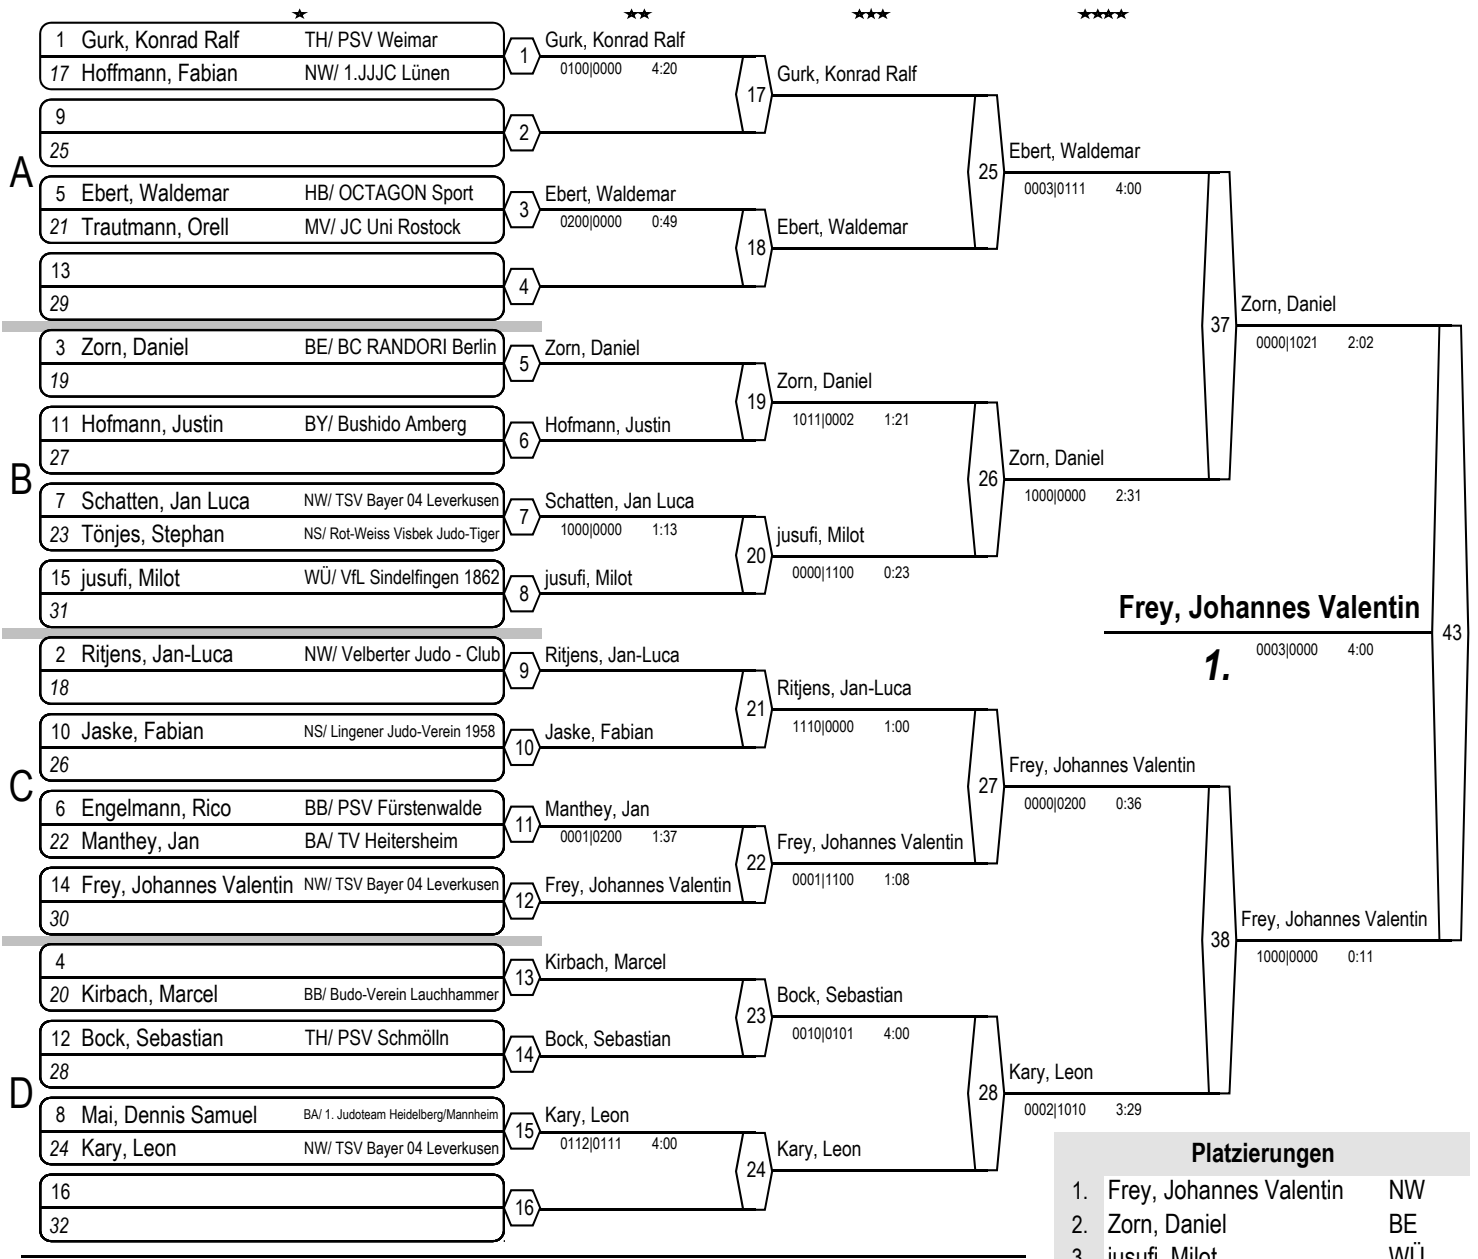 1 Gurk, Konrad Ralf TH/ PSV Weimar
17 Hoffmann, Fabian NW/ 1.JJJC Lünen
9
25
A
5 Ebert, Waldemar HB/ OCTAGON Sport
21 Trautmann, Orell MV/ JC Uni Rostock
13
29
3 Zorn, Daniel BE/ BC RANDORI Berlin
19
11 Hofmann, Justin BY/ Bushido Amberg
27
B
7 Schatten, Jan Luca NW/ TSV Bayer 04 Leverkusen
23 Tönjes, Stephan NS/ Rot-Weiss Visbek Judo-Tiger
15 jusufi, Milot WÜ/ VfL Sindelfingen 1862
31
2 Ritjens, Jan-Luca NW/ Velberter Judo - Club
18
10 Jaske, Fabian NS/ Lingener Judo-Verein 1958
26
C
6 Engelmann, Rico BB/ PSV Fürstenwalde
22 Manthey, Jan BA/ TV Heitersheim
14 Frey, Johannes Valentin NW/ TSV Bayer 04 Leverkusen
30
4
20 Kirbach, Marcel BB/ Budo-Verein Lauchhammer
12 Bock, Sebastian TH/ PSV Schmölln
28
D
8 Mai, Dennis Samuel BA/ 1. Judoteam Heidelberg/Mannheim
24 Kary, Leon NW/ TSV Bayer 04 Leverkusen
16
32
1 Gurk, Konrad Ralf
0100|0000 4:20
2
3 Ebert, Waldemar
0200|0000 0:49
4
5 Zorn, Daniel
6 Hofmann, Justin
7 Schatten, Jan Luca
1000|0000 1:13
8 jusufi, Milot
9 Ritjens, Jan-Luca
10 Jaske, Fabian
11 Manthey, Jan
0001|0200 1:37
12 Frey, Johannes Valentin
13 Kirbach, Marcel
14 Bock, Sebastian
15 Kary, Leon
0112|0111 4:00
16
17 Gurk, Konrad Ralf
18 Ebert, Waldemar
19 Zorn, Daniel
1011|0002 1:21
20 jusufi, Milot
0000|1100 0:23
21 Ritjens, Jan-Luca
1110|0000 1:00
22 Frey, Johannes Valentin
0001|1100 1:08
23 Bock, Sebastian
0010|0101 4:00
24 Kary, Leon
25 Ebert, Waldemar
0003|0111 4:00
26 Zorn, Daniel
1000|0000 2:31
27 Frey, Johannes Valentin
0000|0200 0:36
28 Kary, Leon
0002|1010 3:29
37 Zorn, Daniel
0000|1021 2:02
38 Frey, Johannes Valentin
1000|0000 0:11
Frey, Johannes Valentin
43
1. 0003|0000 4:00
Platzierungen
1. Frey, Johannes Valentin NW
2. Zorn, Daniel BE
3. jusufi, Milot WÜ